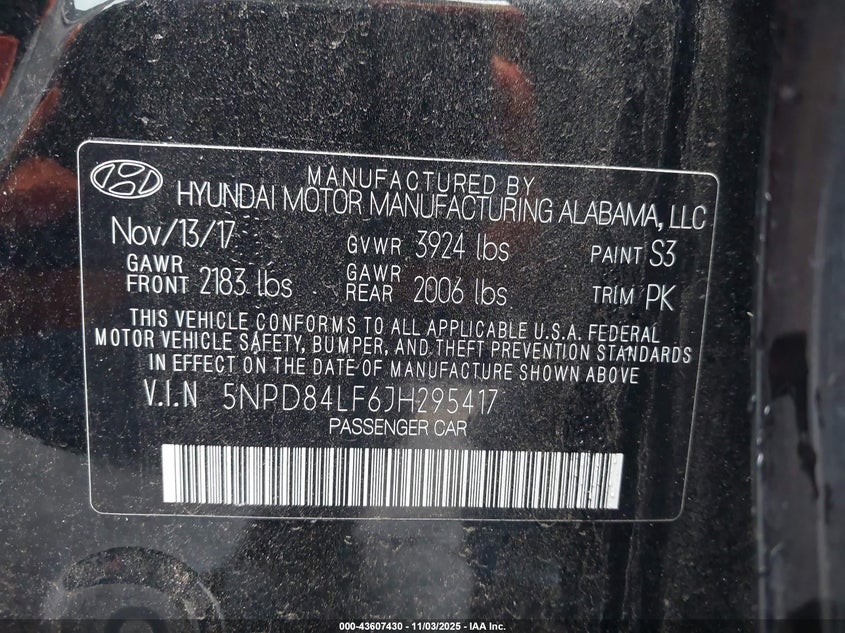 MANUFACTURED BY
HYUNDAI MOTOR MANUFACTURING ALABAMA, LLC
Nov/13/17 GVWR 3924 lbs PAINT S3
GAWR FRONT 2183 lbs GAWR REAR 2006 lbs TRIM PK
THIS VEHICLE CONFORMS TO ALL APPLICABLE U.S.A. FEDERAL
MOTOR VEHICLE SAFETY, BUMPER, AND THEFT PREVENTION STANDARDS
IN EFFECT ON THE DATE OF MANUFACTURE SHOWN ABOVE
V.I.N 5NPD84LF6JH295417
PASSENGER CAR
000-43607430 - 11/03/2025 - IAA Inc.